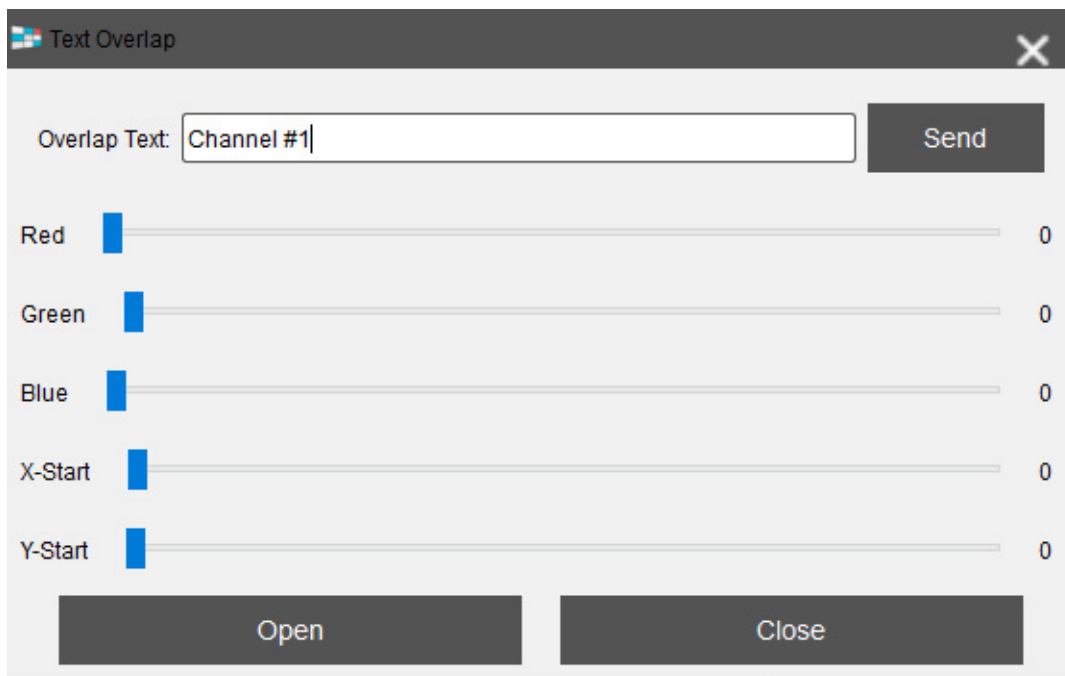 Text Overlap
Overlap Text: Channel #1 Send
Red 0
Green 0
Blue 0
X-Start 0
Y-Start 0
Open Close